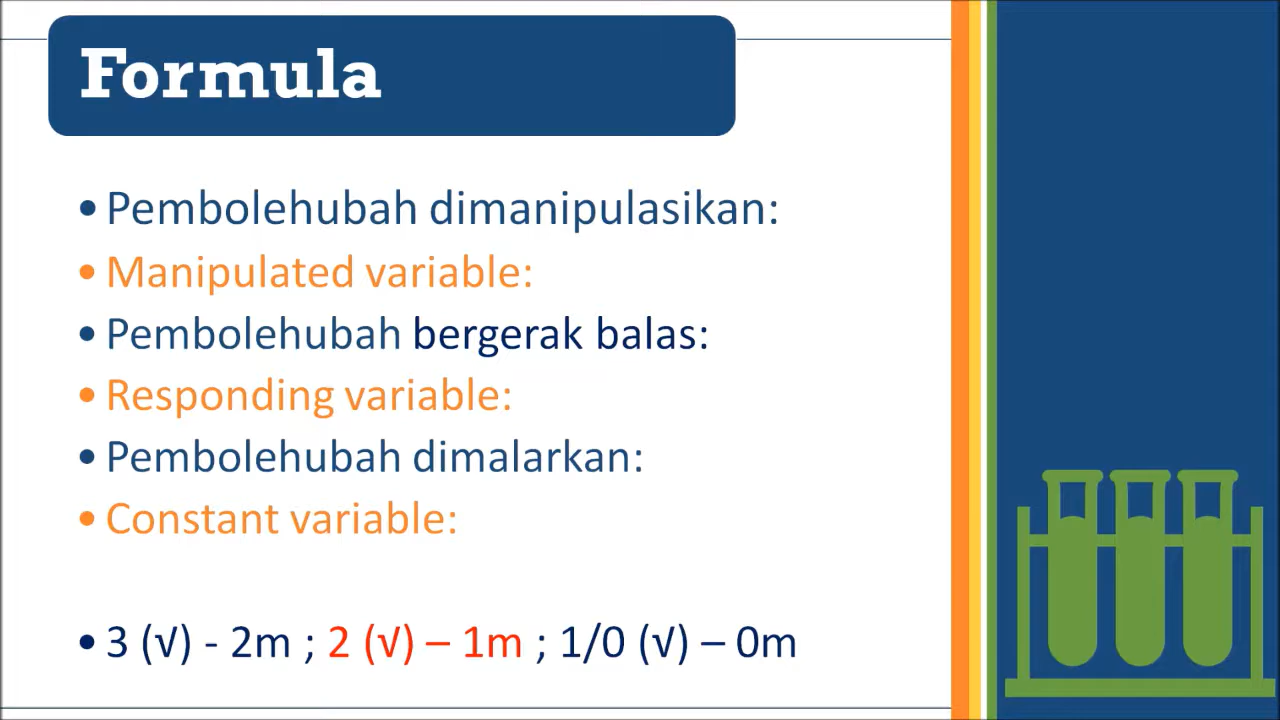 Formula
•Pembolehubah dimanipulasikan:
•Manipulated variable:
•Pembolehubah bergerak balas:
•Responding variable:
•Pembolehubah dimalarkan:
•Constant variable:
•3 (√) - 2m ; 2 (√) – 1m ; 1/0 (√) – 0m